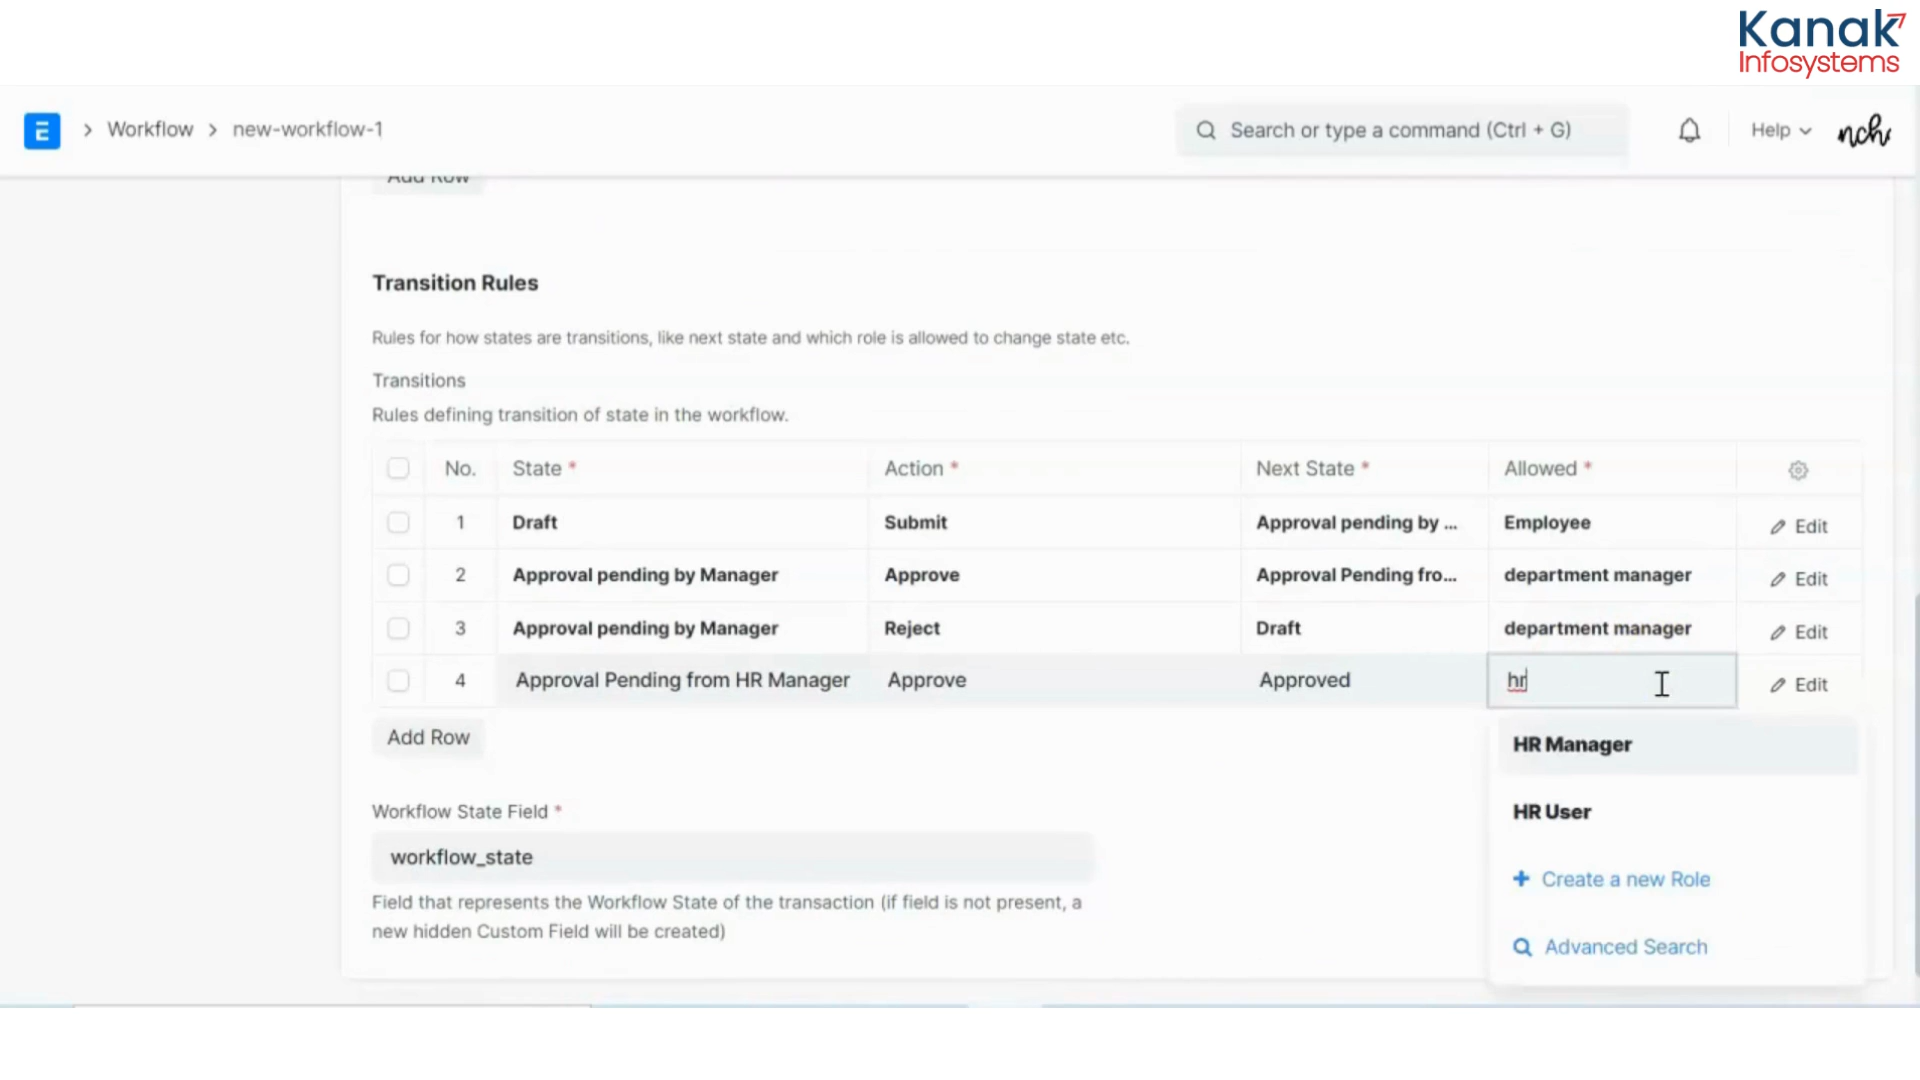 Kanak
Infosystems
E > Workflow > new-workflow-1 Search or type a command (Ctrl + G) Help nch
Add Row
Transition Rules
Rules for how states are transitions, like next state and which role is allowed to change state etc.
Transitions
Rules defining transition of state in the workflow.
No. State * Action * Next State * Allowed *
1 Draft Submit Approval pending by ... Employee Edit
2 Approval pending by Manager Approve Approval Pending fro... department manager Edit
3 Approval pending by Manager Reject Draft department manager Edit
4 Approval Pending from HR Manager Approve Approved hr Edit
Add Row
HR Manager
HR User
+ Create a new Role
Advanced Search
Workflow State Field *
workflow_state
Field that represents the Workflow State of the transaction (if field is not present, a
new hidden Custom Field will be created)